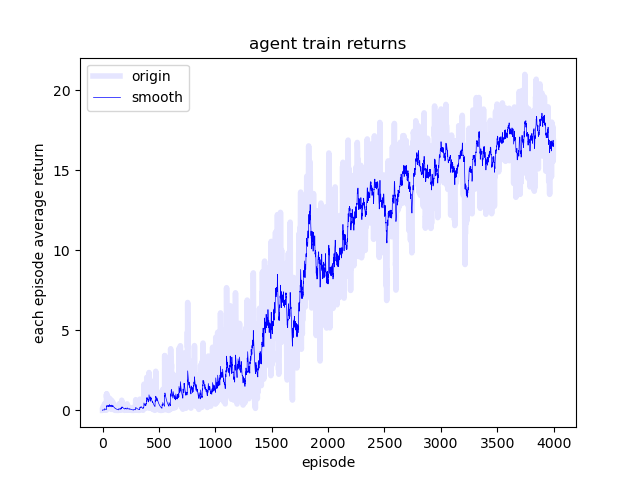 agent train returns
origin
smooth
each episode average return
20
15
10
5
0
0 500 1000 1500 2000 2500 3000 3500 4000
episode